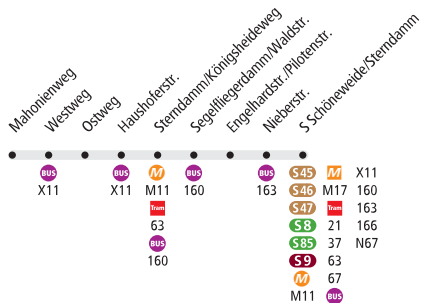 Mahonienweg
Westweg
Ostweg
Haushoferstr.
Sterndamm/Königsheideweg
Segelfliegerdamm/Waldstr.
Engelhardstr./Pilotenstr.
Nieberstr.
S Schöneweide/Sterndamm
BUS
X11
BUS
X11
M
M11
Tram
63
BUS
160
BUS
160
BUS
163
S45
S46
S47
S8
S85
S9
M
M11
M
M17
Tram
21
37
63
67
BUS
X11
160
163
166
N67